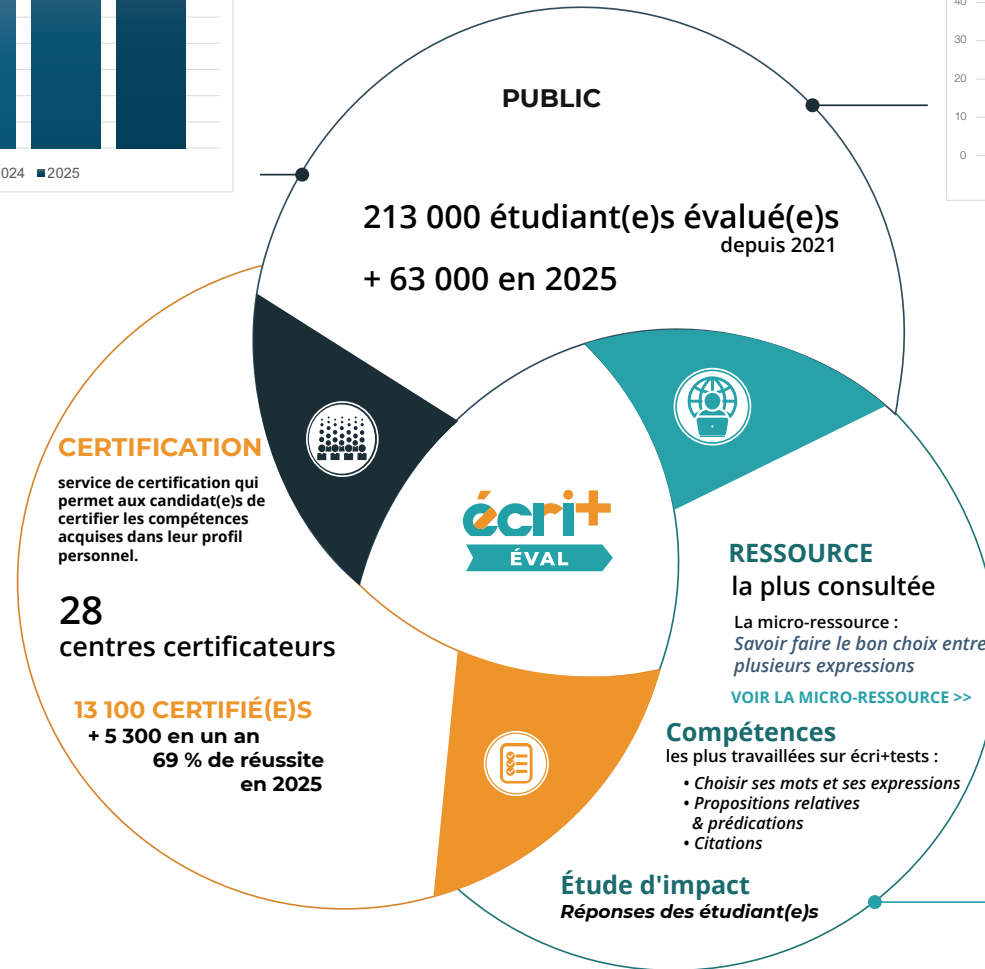 40
30
20
10
0
024 2025
PUBLIC
213 000 étudiant(e)s évalué(e)s
depuis 2021
+ 63 000 en 2025
CERTIFICATION
service de certification qui
permet aux candidat(e)s de
certifier les compétences
acquises dans leur profil
personnel.
28
centres certificateurs
13 100 CERTIFIÉ(E)S
+ 5 300 en un an
69 % de réussite
en 2025
écri+
ÉVAL
RESSOURCE
la plus consultée
La micro-ressource :
Savoir faire le bon choix entre
plusieurs expressions
VOIR LA MICRO-RESSOURCE >>
Compétences
les plus travaillées sur écri+tests :
• Choisir ses mots et ses expressions
• Propositions relatives
& prédications
• Citations
Étude d'impact
Réponses des étudiant(e)s